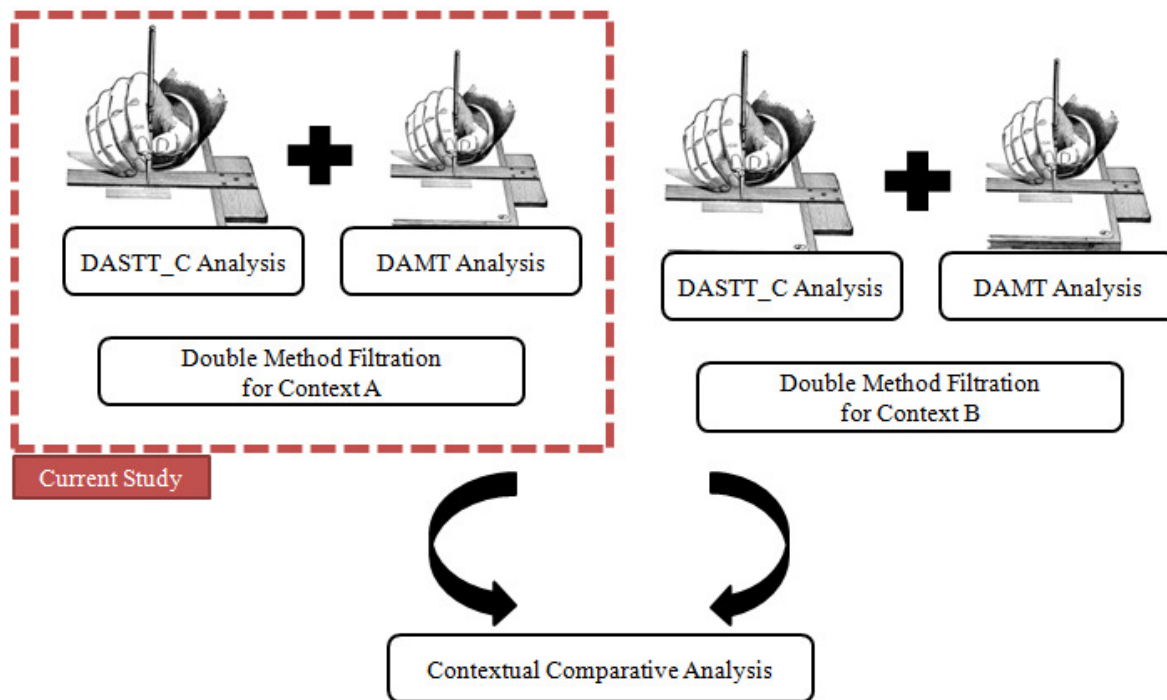 DASTT_C Analysis
DAMT Analysis
Double Method Filtration
for Context A
Current Study
DASTT_C Analysis
DAMT Analysis
Double Method Filtration
for Context B
Contextual Comparative Analysis